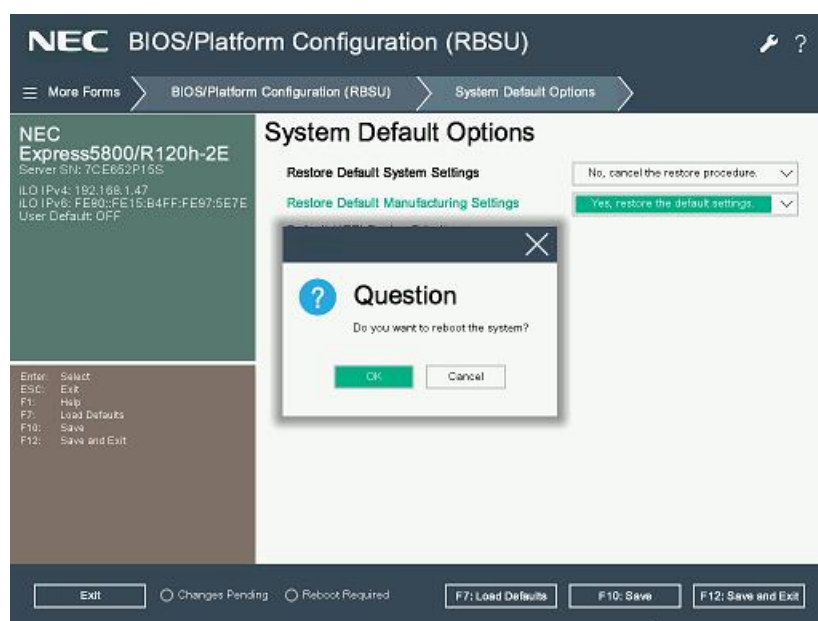 NEC BIOS/Platform Configuration (RBSU)
?
More Forms
BIOS/Platform Configuration (RBSU)
System Default Options
NEC
Express5800/R120h-2E
Server SN: 7CE652P15S
iLO IPv4: 192.168.1.47
iLO IPv6: FE80::FE15:B4FF:FE97:5E7E
User Default: OFF
System Default Options
Restore Default System Settings
No, cancel the restore procedure.
Restore Default Manufacturing Settings
Yes, restore the default settings.
?
Question
Do you want to reboot the system?
OK
Cancel
Enter: Select
ESC: Exit
F1: Help
F7: Load Defaults
F10: Save
F12: Save and Exit
Exit
Changes Pending
Reboot Required
F7: Load Defaults
F10: Save
F12: Save and Exit